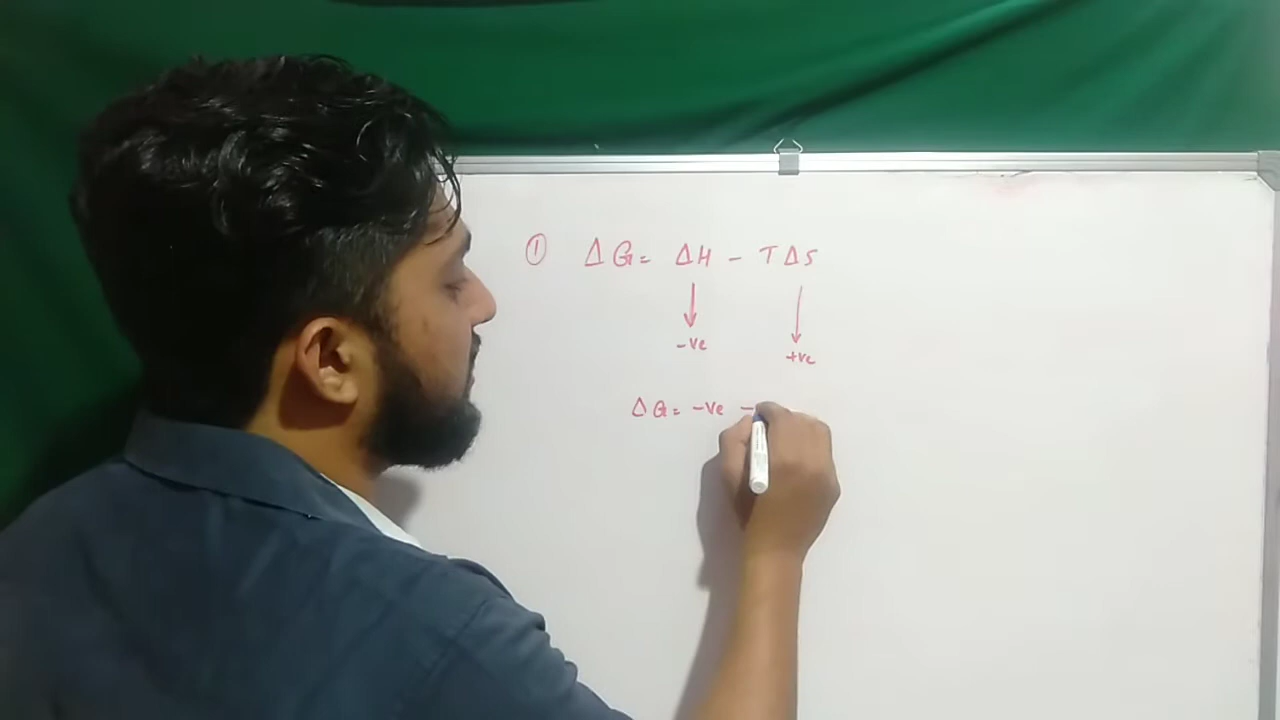 ① ΔG = ΔH - TΔS
↓ ↓
-ve +ve
ΔG = -ve -